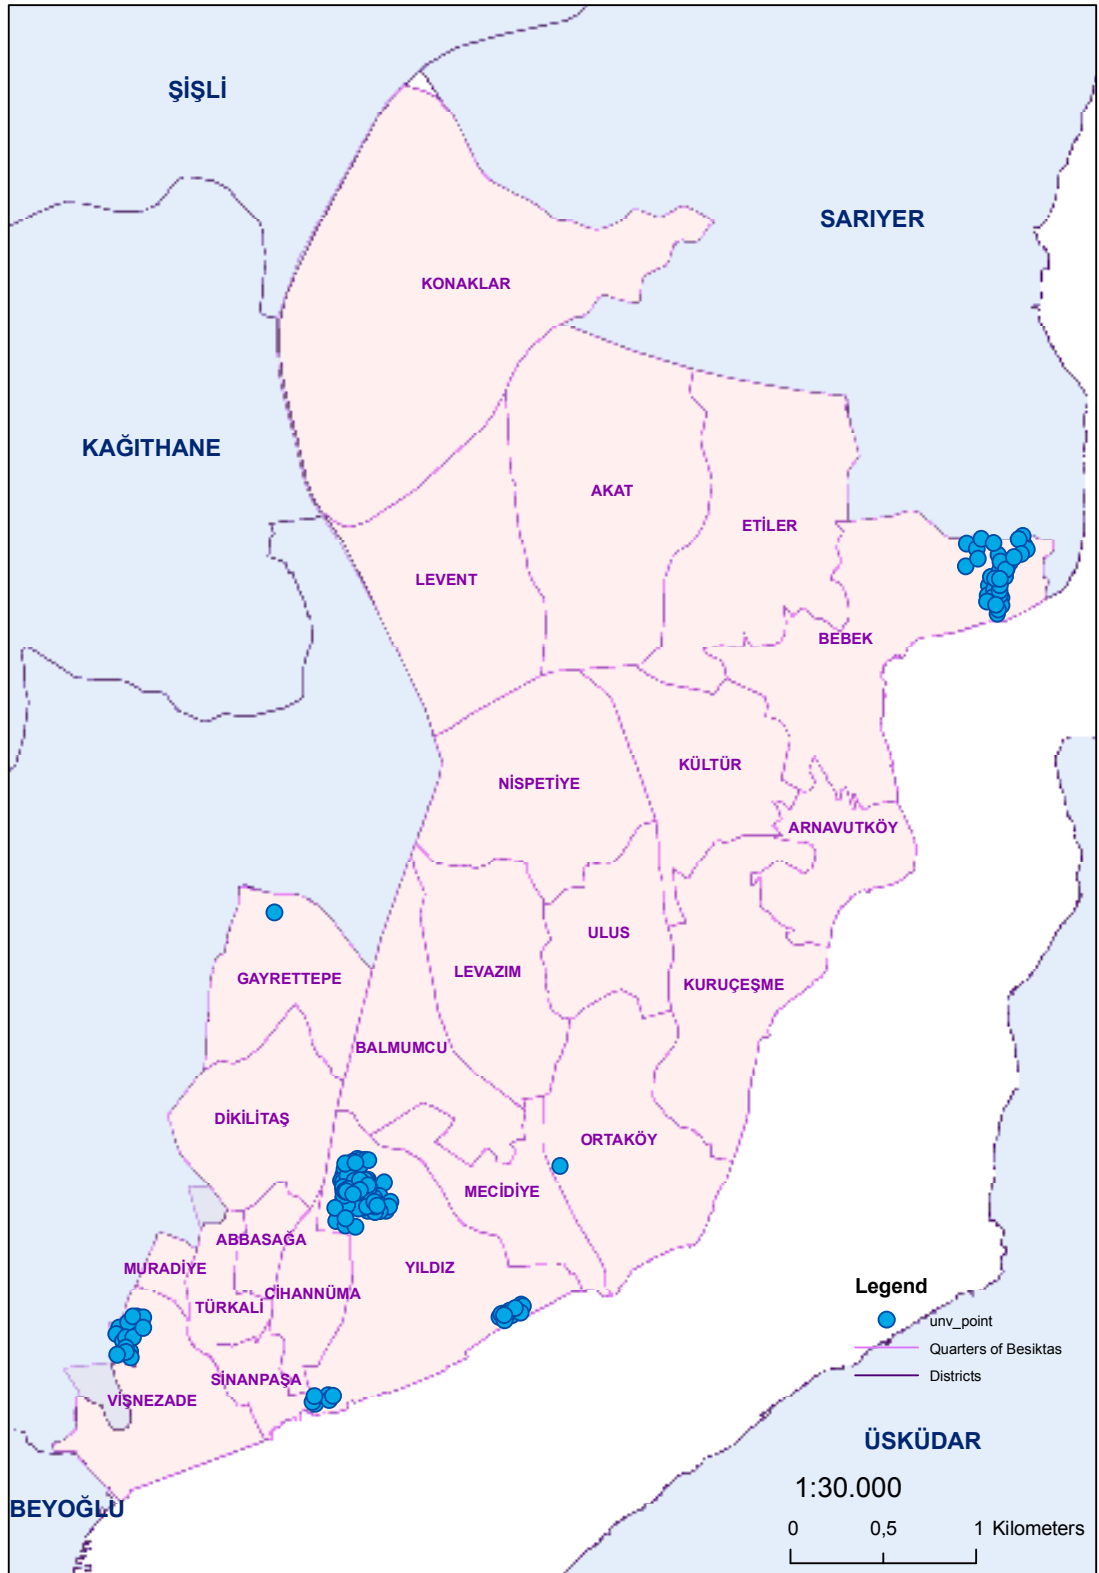 ŞİŞLİ
SARIYER
KONAKLAR
KAĞITHANE
AKAT
ETİLER
LEVENT
BEBEK
KÜLTÜR
NİSPETİYE
ARNAVUTKÖY
ULUS
LEVAZIM
GAYRETTEPE
KURUÇEŞME
BALMUMCU
DİKİLİTAŞ
ORTAKÖY
MECİDİYE
ABBASAĞA
MURADİYE
YILDIZ
CİHANNÜMA
TÜRKALİ
SİNANPAŞA
VİŞNEZADE
Legend
unv_point
Quarters of Besiktas
Districts
ÜSKÜDAR
BEYOĞLU
1:30.000
0 0,5 1 Kilometers